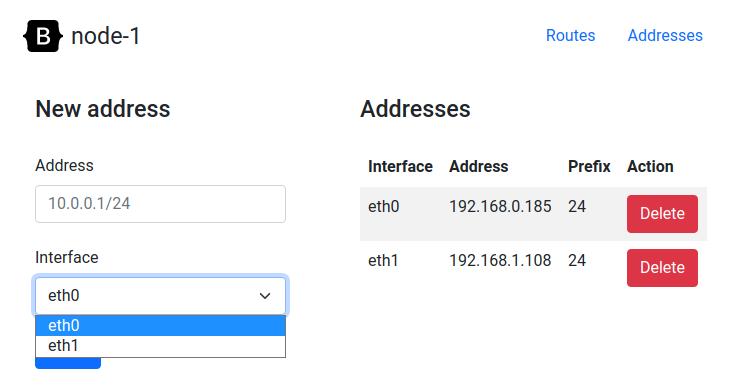 B node-1
Routes Addresses
New address
Address
10.0.0.1/24
Interface
eth0
eth0
eth1
Addresses
Interface Address Prefix Action
eth0 192.168.0.185 24 Delete
eth1 192.168.1.108 24 Delete